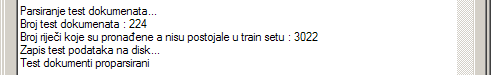 Parsiranje test dokumenata...
Broj test dokumenata : 224
Broj riječi koje su pronađene a nisu postojale u train setu : 3022
Zapis test podataka na disk...
Test dokumenti proparsirani